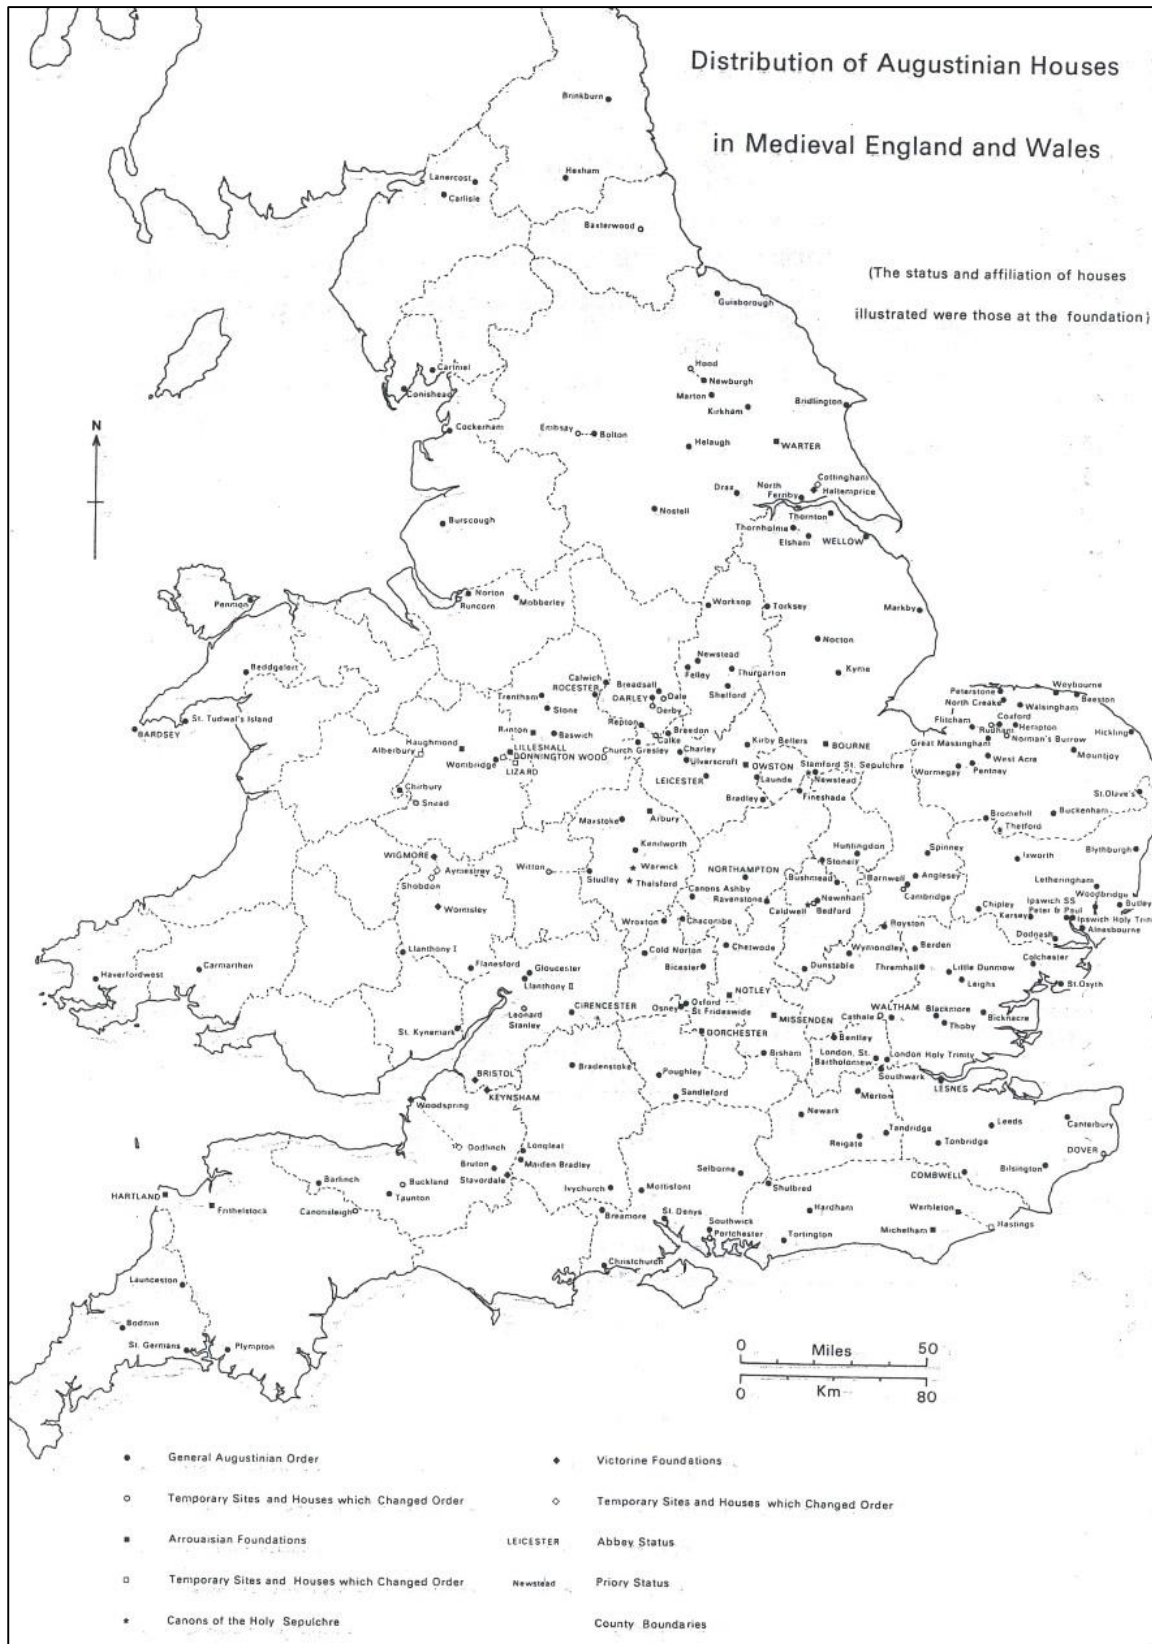 Distribution of Augustinian Houses
in Medieval England and Wales
(The status and affiliation of houses
illustrated were those at the foundation)
N
Brinkburn
Lanercost
Hexham
Carlisle
Baxterwood
Guisborough
Hood
Newburgh
Cartmel
Conishead
Marton
Kirkham
Bridlington
Cockerham
Embsay
Bolton
Helaugh
WARTER
Cottingham
Haltemprice
Drax
North
Ferriby
Nostell
Thornton
Burscough
Thornholme
Elsham
WELLOW
Penmon
Norton
Runcorn
Mobberley
Worksop
Torksey
Markby
Nocton
Beddgelert
Newstead
Felley
Thurgarton
Kyme
Calwich
ROCESTER
Breadsall
DARLEY
Dale
Derby
Shelford
Trentham
Stone
St. Tudwal's Island
BARDSEY
Repton
Breedon
Calke
Ranton
Baswich
Church Gresley
Charley
Ulverscroft
Kirby Bellers
BOURNE
Haughmond
Alberbury
LILLESHALL
DONNINGTON WOOD
Wombridge
LIZARD
OWSTON
LEICESTER
Launde
Stamford St. Sepulchre
Newstead
Bradley
Fineshade
Peterstone
Weybourne
North Creake
Walsingham
Beeston
Flitcham
Coxford
Rudham
Hempton
Norman's Burrow
Hickling
Great Massingham
Mountjoy
West Acre
Wormegay
Pentney
St. Olave's
Chirbury
Snead
Bromehill
Buckenham
Thetford
Maxstoke
Arbury
Kenilworth
Huntingdon
Spinney
Ixworth
Blythburgh
WIGMORE
Aymestrey
Shobdon
Witton
Studley
Warwick
Thelsford
NORTHAMPTON
Stonely
Bushmead
Barnwell
Anglesey
Cambridge
Letheringham
Woodbridge
Butley
Wormsley
Canons Ashby
Ravenstone
Newnham
Caldwell
Bedford
Chipley
Kersey
Ipswich SS
Peter & Paul
Ipswich Holy Trin
Alnesbourne
Dodnash
Wroxton
Chacombe
Royston
Llanthony I
Cold Norton
Chetwode
Wymondley
Berden
Colchester
Haverfordwest
Carmarthen
Flanesford
Gloucester
Llanthony II
Bicester
Dunstable
Thremhall
Little Dunmow
Leighs
St. Osyth
Leonard
Stanley
CIRENCESTER
NOTLEY
Osney
Oxford
St Frideswide
MISSENDEN
WALTHAM
Cathale
Blackmore
Thoby
Bicknacre
St. Kynemark
DORCHESTER
Bentley
Bradenstoke
Bisham
London, St.
Bartholomew
London Holy Trinity
Southwark
LESNES
BRISTOL
KEYNSHAM
Poughley
Sandleford
Woodspring
Merton
Newark
Leeds
Canterbury
Tandridge
Reigate
Tonbridge
DOVER
Dodlinch
Longleat
Bruton
Maiden Bradley
Stavordale
Selborne
COMBWELL
Bilsington
HARTLAND
Barlinch
Buckland
Taunton
Ivychurch
Mottisfont
Shulbred
Frithelstock
Canonsleigh
Breamore
St. Denys
Southwick
Portchester
Hardham
Warbleton
Michelham
Hastings
Tortington
Christchurch
Launceston
Bodmin
St. Germans
Plympton
0 Miles 50
0 Km 80
General Augustinian Order
Temporary Sites and Houses which Changed Order
Arrouaisian Foundations
Temporary Sites and Houses which Changed Order
Canons of the Holy Sepulchre
Victorine Foundations
Temporary Sites and Houses which Changed Order
LEICESTER Abbey Status
Newstead Priory Status
County Boundaries